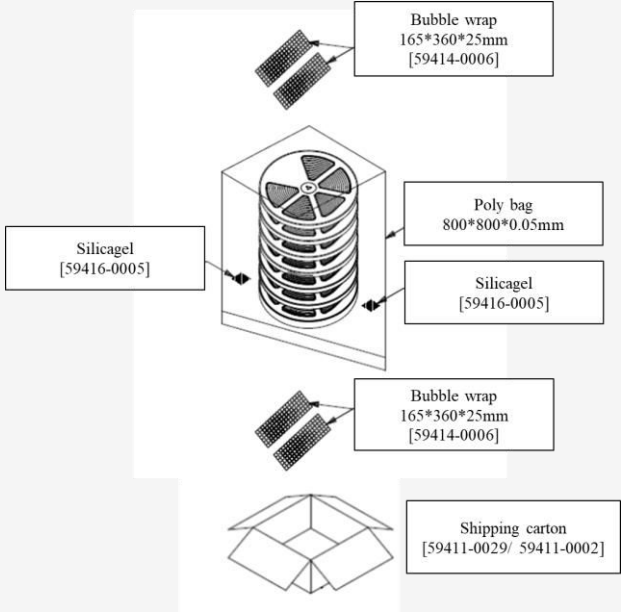 Bubble wrap
165*360*25mm
[59414-0006]
Poly bag
800*800*0.05mm
Silicagel
[59416-0005]
Silicagel
[59416-0005]
Bubble wrap
165*360*25mm
[59414-0006]
Shipping carton
[59411-0029/ 59411-0002]